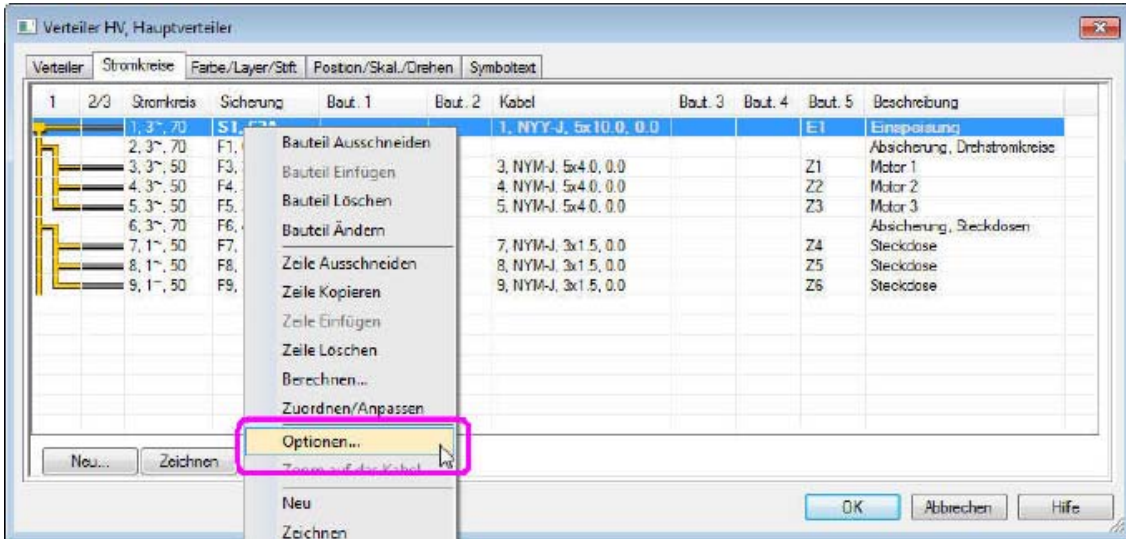 Verteiler HV, Hauptverteiler
Verteiler Stromkreise Farbe/Layer/Stift Position/Skal./Drehen Symboltext
1 2/3 Stromkreis Sicherung Baut. 1 Baut. 2 Kabel Baut. 3 Baut. 4 Baut. 5 Beschreibung
1, 3~, 70 S1, 1, NYY-J, 5x10.0, 0.0 E1 Einspeisung
2, 3~, 70 F1, Absicherung, Drehstromkreise
3, 3~, 50 F3, 3, NYM-J, 5x4.0, 0.0 Z1 Motor 1
4, 3~, 50 F4, 4, NYM-J, 5x4.0, 0.0 Z2 Motor 2
5, 3~, 50 F5, 5, NYM-J, 5x4.0, 0.0 Z3 Motor 3
6, 3~, 70 F6, Absicherung, Steckdosen
7, 1~, 50 F7, 7, NYM-J, 3x1.5, 0.0 Z4 Steckdose
8, 1~, 50 F8, 8, NYM-J, 3x1.5, 0.0 Z5 Steckdose
9, 1~, 50 F9, 9, NYM-J, 3x1.5, 0.0 Z6 Steckdose
Bauteil Ausschneiden
Bauteil Einfügen
Bauteil Löschen
Bauteil Ändern
Zeile Ausschneiden
Zeile Kopieren
Zeile Einfügen
Zeile Löschen
Berechnen...
Zuordnen/Anpassen
Optionen...
Zoom auf das Kabel
Neu
Zeichnen
Neu... Zeichnen
OK Abbrechen Hilfe